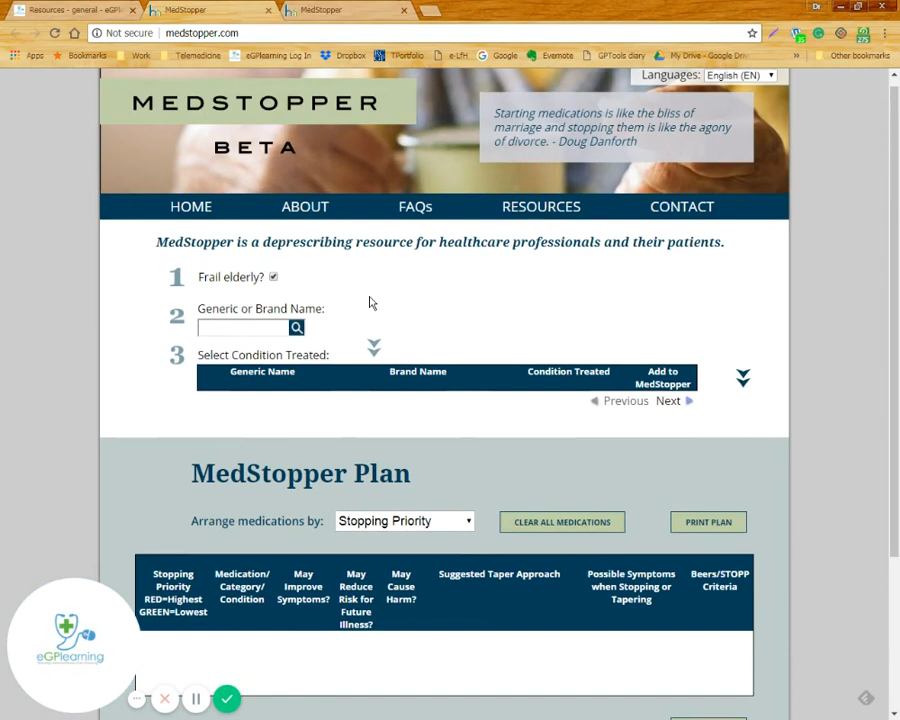 Resources - general - eGPl
MedStopper
MedStopper
Dr
Not secure | medstopper.com
Apps Bookmarks Work Telemedicine eGPlearning Log In Dropbox TPortfolio e-LfH Google Evernote GPTools diary My Drive - Google Driv » Other bookmarks
Languages: English (EN)
MEDSTOPPER
BETA
Starting medications is like the bliss of
marriage and stopping them is like the agony
of divorce. - Doug Danforth
HOME ABOUT FAQs RESOURCES CONTACT
MedStopper is a deprescribing resource for healthcare professionals and their patients.
1 Frail elderly?
2 Generic or Brand Name:
3 Select Condition Treated:
Generic Name Brand Name Condition Treated Add to
MedStopper
Previous Next
MedStopper Plan
Arrange medications by: Stopping Priority CLEAR ALL MEDICATIONS PRINT PLAN
Stopping
Priority
RED=Highest
GREEN=Lowest
Medication/
Category/
Condition
May
Improve
Symptoms?
May
Reduce
Risk for
Future
Illness?
May
Cause
Harm?
Suggested Taper Approach
Possible Symptoms
when Stopping or
Tapering
Beers/STOPP
Criteria
eGPlearning